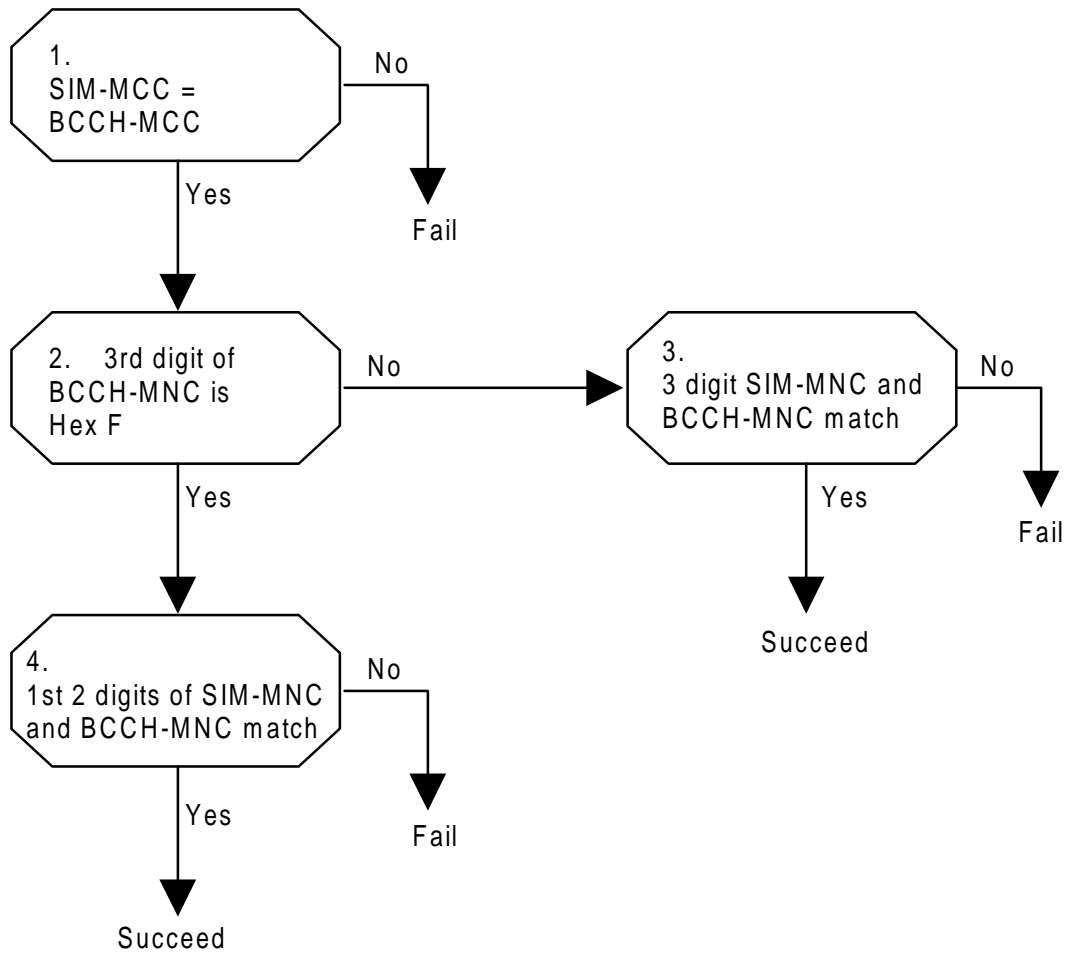 1.
SIM-MCC =
BCCH-MCC
No
Fail
Yes
2. 3rd digit of
BCCH-MNC is
Hex F
No
3.
3 digit SIM-MNC and
BCCH-MNC match
No
Fail
Yes
Succeed
Yes
4.
1st 2 digits of SIM-MNC
and BCCH-MNC match
No
Fail
Yes
Succeed